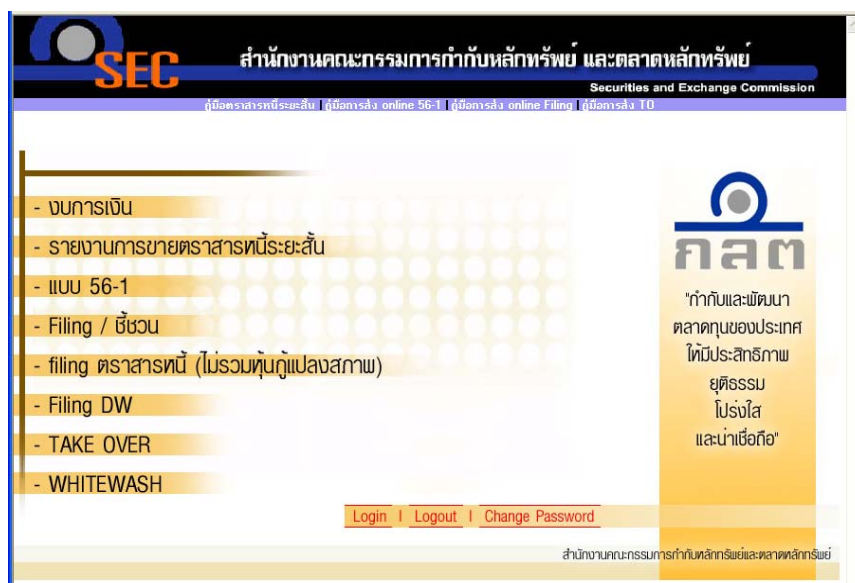 SEC
สำนักงานคณะกรรมการกำกับหลักทรัพย์ และตลาดหลักทรัพย์
Securities and Exchange Commission
คู่มือตราสารหนี้ระยะสั้น | คู่มือการส่ง online 56-1 | คู่มือการส่ง online Filing | คู่มือการส่ง TO
- งบการเงิน
- รายงานการขายตราสารหนี้ระยะสั้น
- แบบ 56-1
- Filing / ชี้ชวน
- filing ตราสารหนี้ (ไม่รวมหุ้นกู้แปลงสภาพ)
- Filing DW
- TAKE OVER
- WHITEWASH
กลต
"กำกับและพัฒนา
ตลาดทุนของประเทศ
ให้มีประสิทธิภาพ
ยุติธรรม
โปร่งใส
และน่าเชื่อถือ"
Login | Logout | Change Password
สำนักงานคณะกรรมการกำกับหลักทรัพย์และตลาดหลักทรัพย์